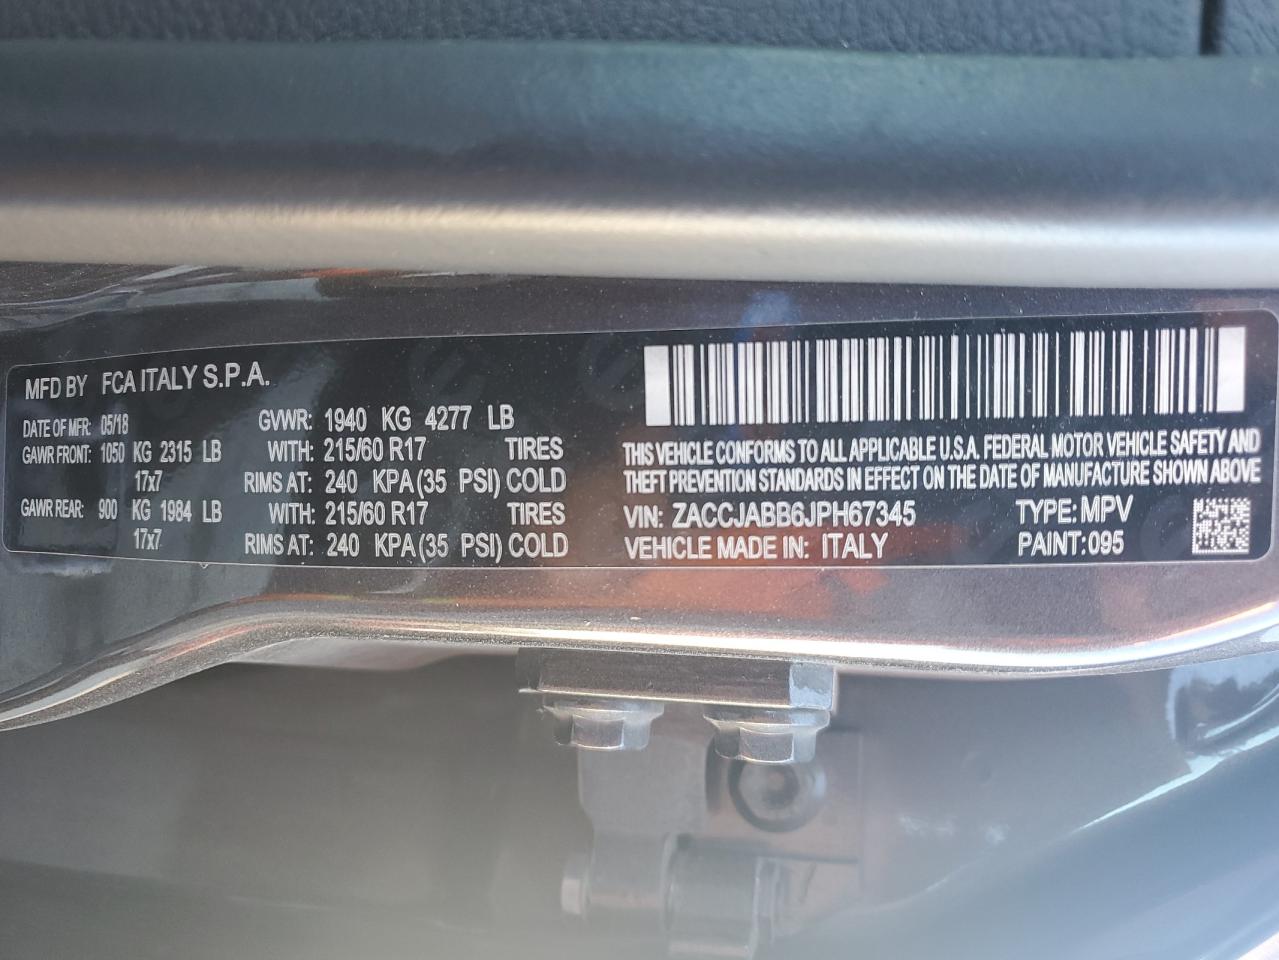 MFD BY FCA ITALY S.P.A.
DATE OF MFR: 05/18 GVWR: 1940 KG 4277 LB
GAWR FRONT: 1050 KG 2315 LB WITH: 215/60 R17 TIRES
17x7 RIMS AT: 240 KPA (35 PSI) COLD
GAWR REAR: 900 KG 1984 LB WITH: 215/60 R17 TIRES
17x7 RIMS AT: 240 KPA (35 PSI) COLD
THIS VEHICLE CONFORMS TO ALL APPLICABLE U.S.A. FEDERAL MOTOR VEHICLE SAFETY AND
THEFT PREVENTION STANDARDS IN EFFECT ON THE DATE OF MANUFACTURE SHOWN ABOVE
VIN: ZACCJABB6JPH67345 TYPE: MPV
VEHICLE MADE IN: ITALY PAINT: 095